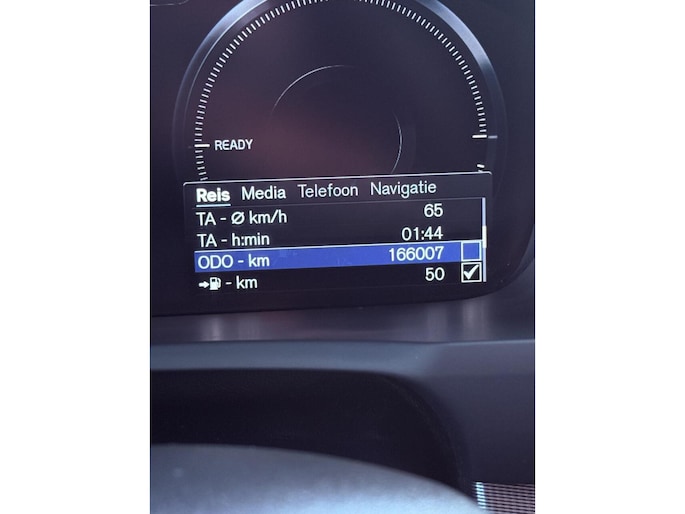 READY
Reis Media Telefoon Navigatie
TA - Ø km/h 65
TA - h:min 01:44
ODO - km 166007
➔⛽ - km 50